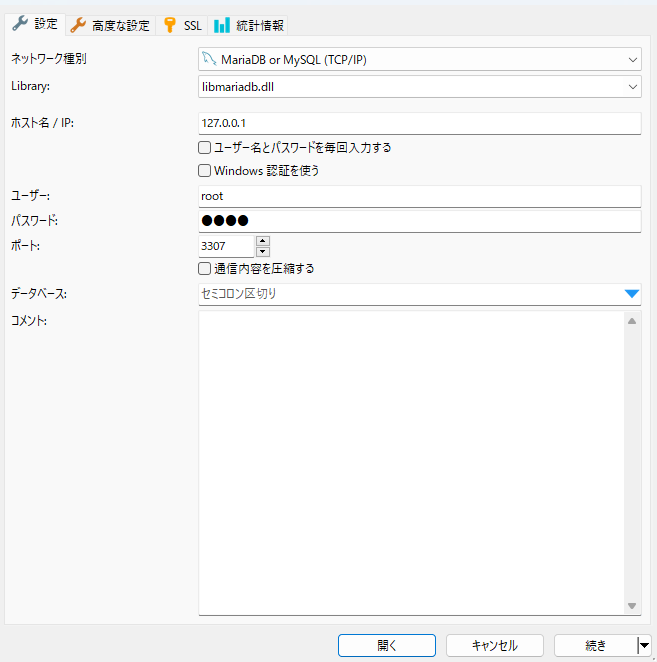 設定 高度な設定 SSL 統計情報
ネットワーク種別 MariaDB or MySQL (TCP/IP)
Library: libmariadb.dll
ホスト名 / IP: 127.0.0.1
ユーザー名とパスワードを毎回入力する
Windows 認証を使う
ユーザー: root
パスワード: ●●●●
ポート: 3307
通信内容を圧縮する
データベース: セミコロン区切り
コメント:
開く キャンセル 続き